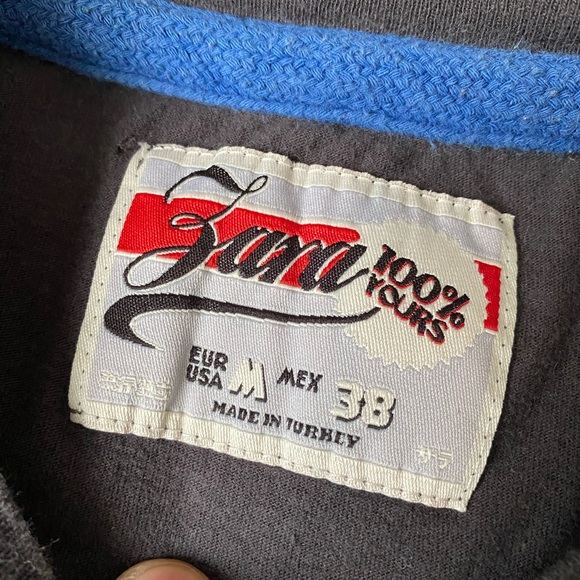 Zara
100%
YOURS
EUR
USA M MEX 38
MADE IN TURKEY